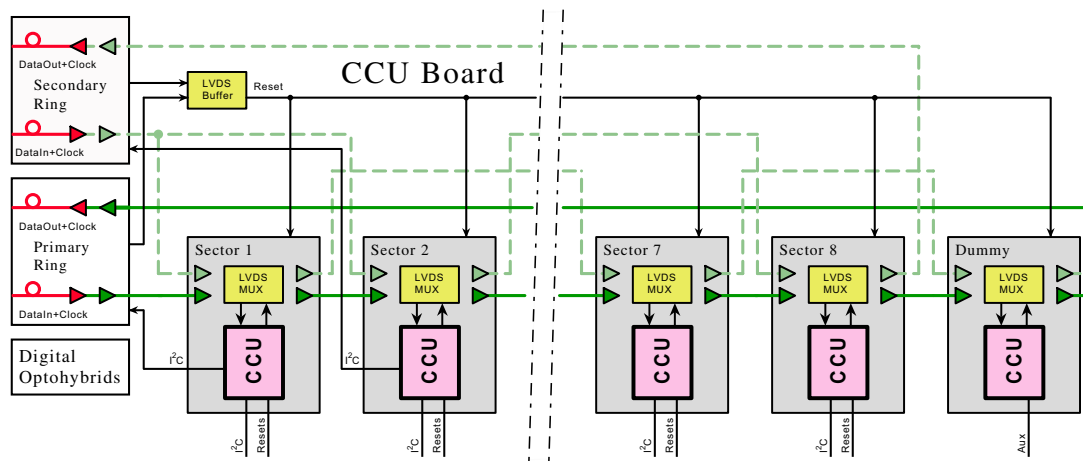 CCU Board
DataOut+Clock
Secondary
Ring
DataIn+Clock
LVDS
Buffer
Reset
DataOut+Clock
Primary
Ring
DataIn+Clock
Digital
Optohybrids
Sector 1
LVDS
MUX
CCU
I²C
I²C
Resets
Sector 2
LVDS
MUX
CCU
I²C
I²C
Resets
Sector 7
LVDS
MUX
CCU
I²C
Resets
Sector 8
LVDS
MUX
CCU
I²C
Resets
Dummy
LVDS
MUX
CCU
Aux